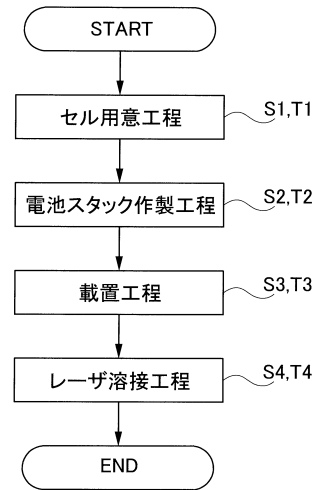 START
セル用意工程
S1,T1
電池スタック作製工程
S2,T2
載置工程
S3,T3
レーザ溶接工程
S4,T4
END